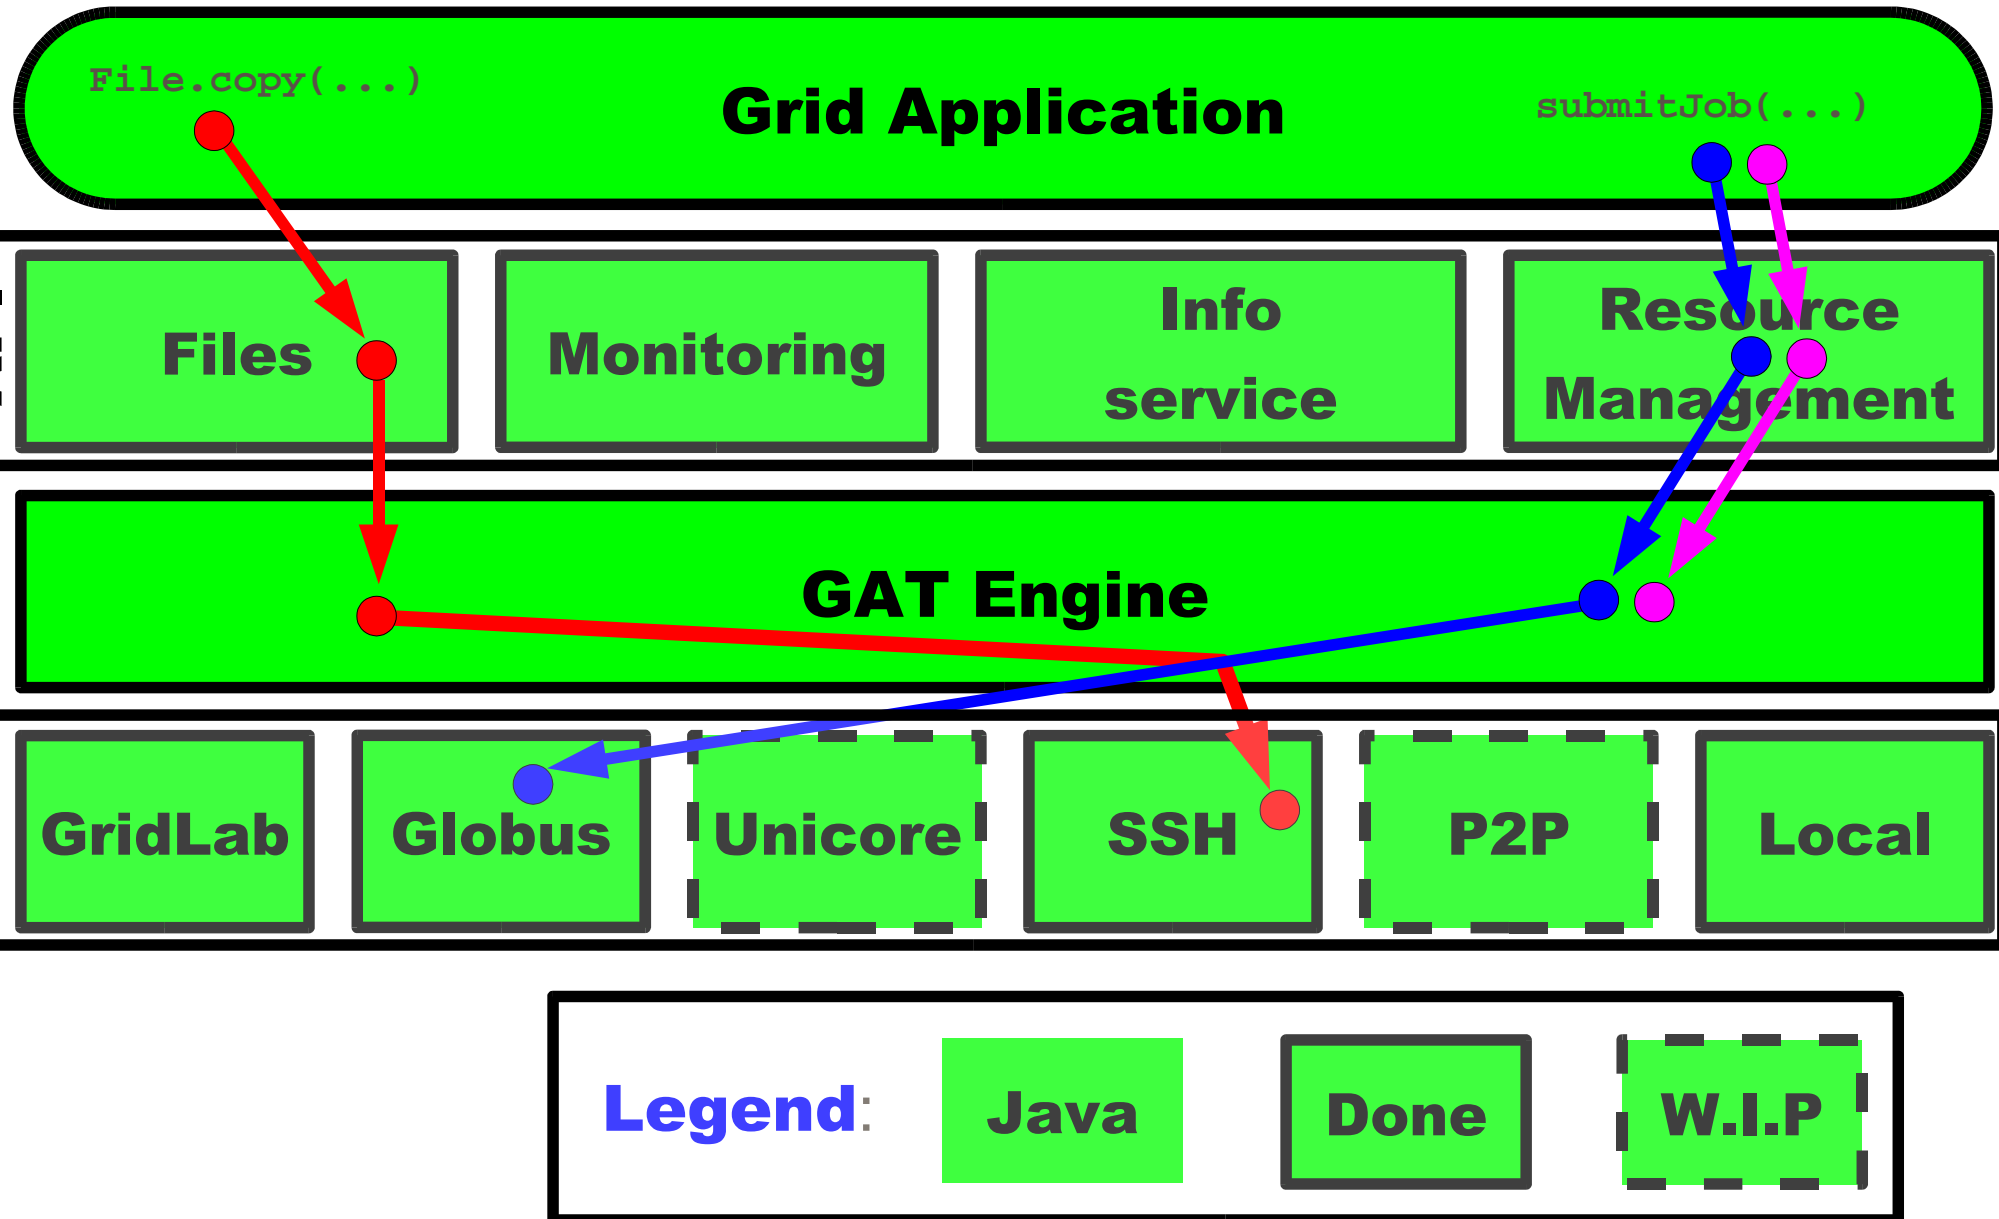 File.copy(...)
Grid Application
submitJob(...)
Files
Monitoring
Info
service
Resource
Management
GAT Engine
GridLab
Globus
Unicore
SSH
P2P
Local
Legend:
Java
Done
W.I.P